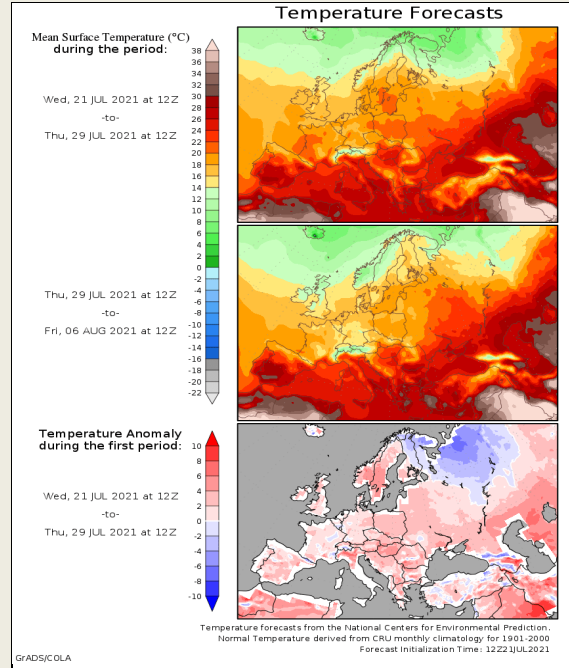 Temperature Forecasts
Mean Surface Temperature (°C)
during the period:
38
36
34
32
30
28
26
24
22
20
18
16
14
12
10
8
6
4
2
0
-2
-4
-6
-8
-10
-12
-14
-16
-18
-20
-22
Wed, 21 JUL 2021 at 12Z
-to-
Thu, 29 JUL 2021 at 12Z
Thu, 29 JUL 2021 at 12Z
-to-
Fri, 06 AUG 2021 at 12Z
Temperature Anomaly
during the first period:
10
8
6
4
2
0
-2
-4
-6
-8
-10
Wed, 21 JUL 2021 at 12Z
-to-
Thu, 29 JUL 2021 at 12Z
Temperature forecasts from the National Centers for Environmental Prediction.
Normal Temperature derived from CRU monthly climatology for 1901-2000
Forecast Initialization Time: 12Z21JUL2021
GrADS/COLA